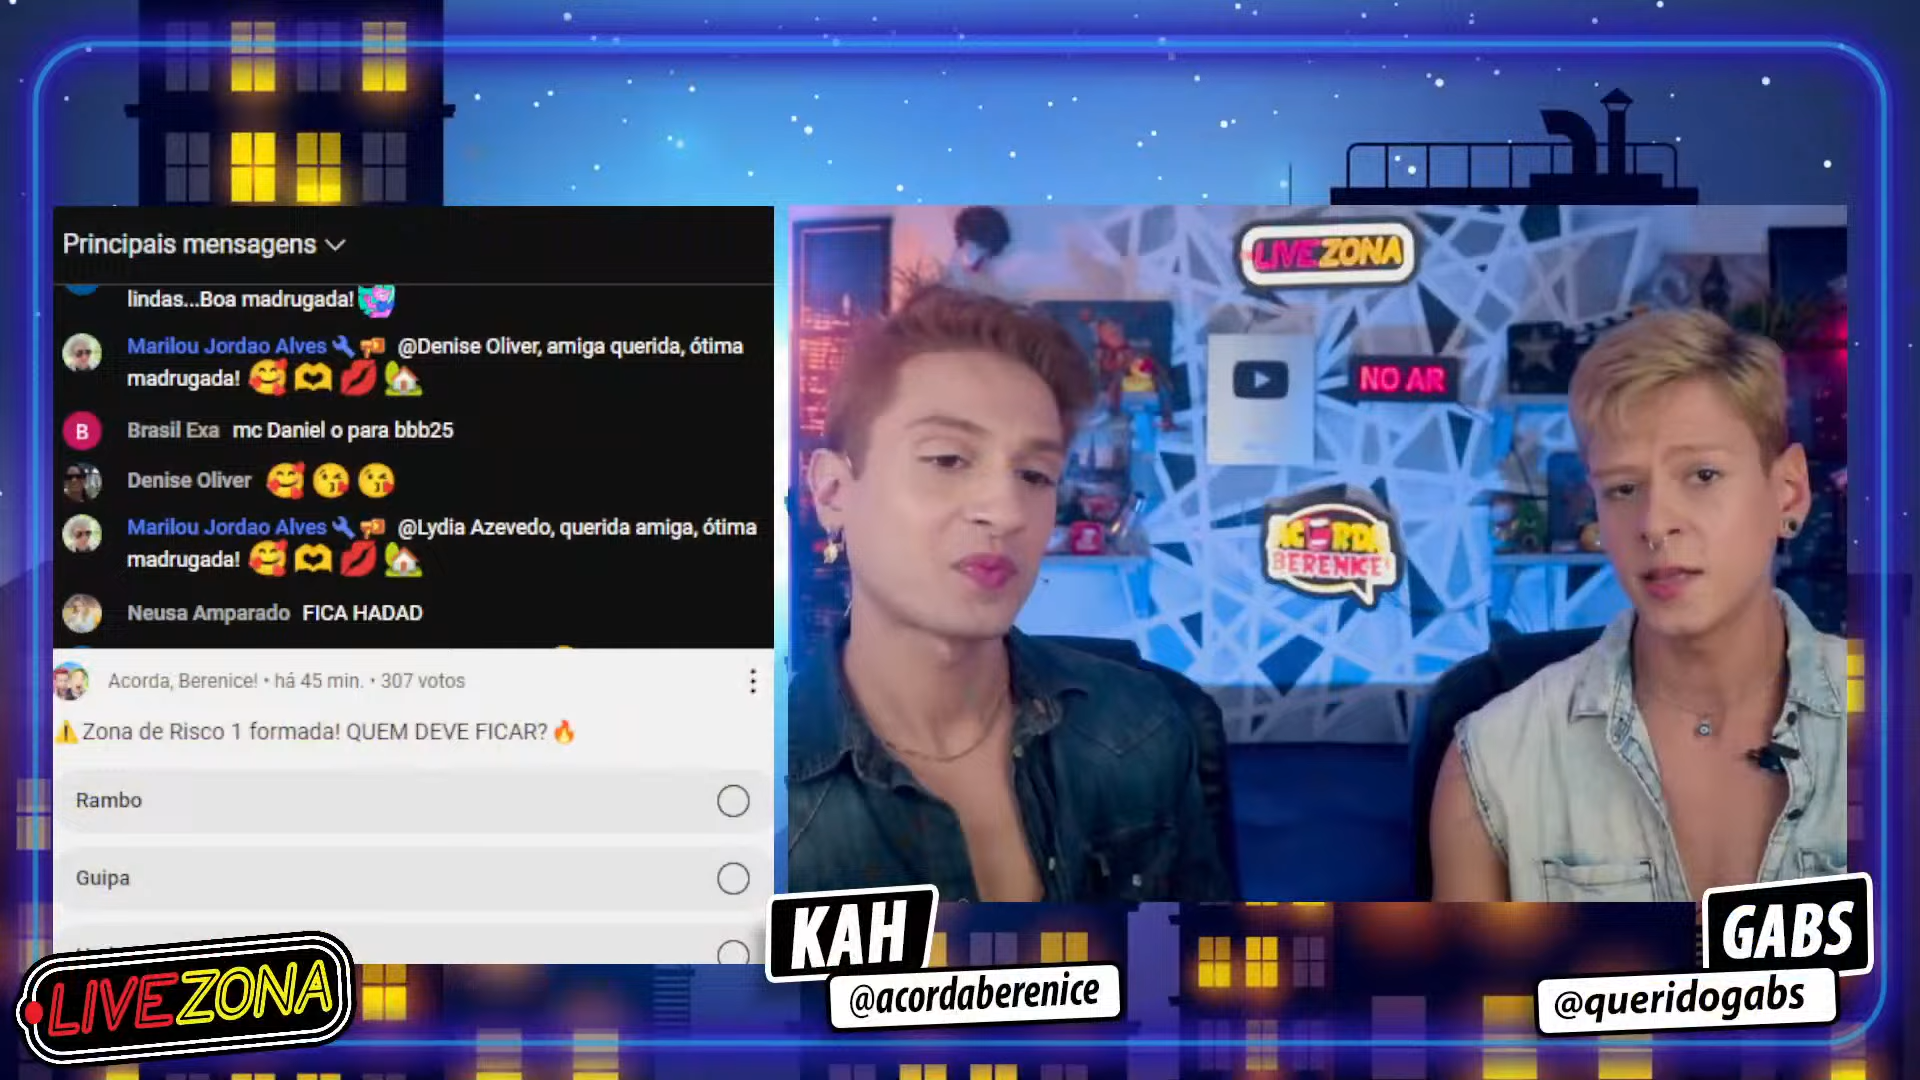 Principais mensagens
lindas...Boa madrugada!
Marilou Jordao Alves @Denise Oliver, amiga querida, ótima
madrugada!
B
Brasil Exa mc Daniel o para bbb25
Denise Oliver
Marilou Jordao Alves @Lydia Azevedo, querida amiga, ótima
madrugada!
Neusa Amparado FICA HADAD
Acorda, Berenice! • há 45 min. • 307 votos
⚠️ Zona de Risco 1 formada! QUEM DEVE FICAR? 🔥
Rambo
Guipa
LIVEZONA
LIVEZONA
NO AR
ACORDA
BERENICE!
KAH
@acordaberenice
GABS
@queridogabs